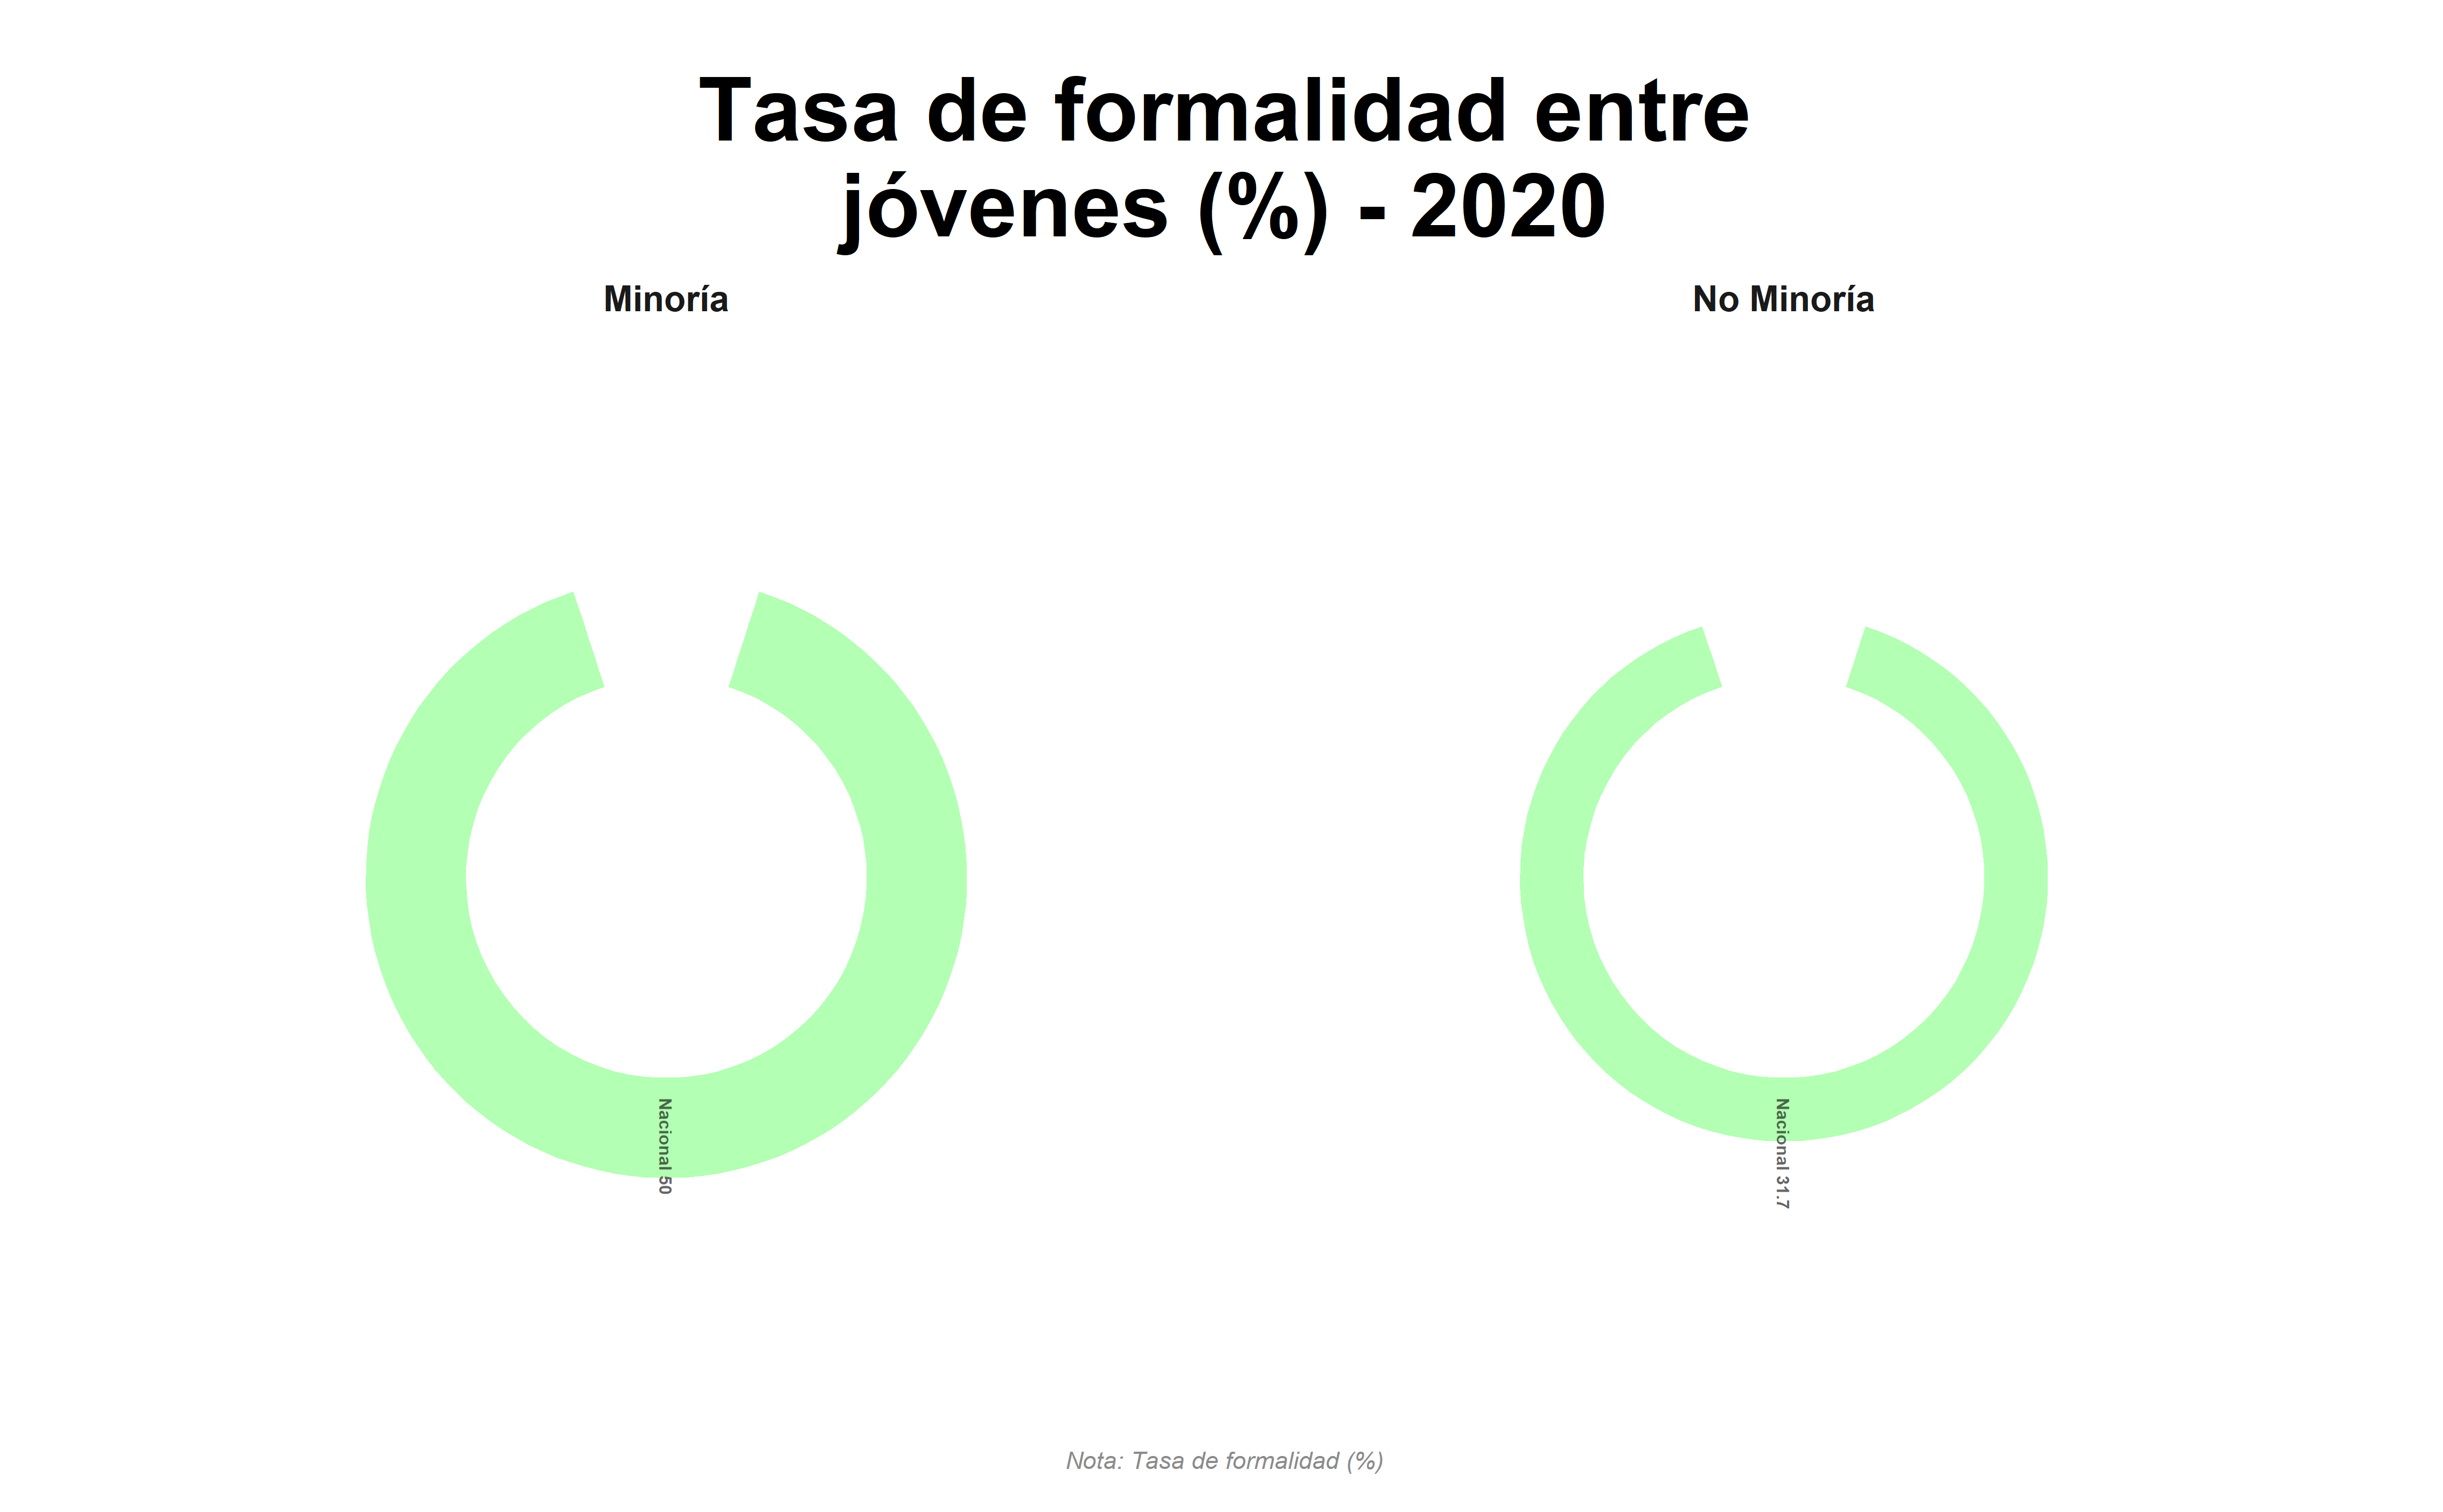 Tasa de formalidad entre
jóvenes (%) - 2020
Minoría
No Minoría
Nacional 50
Nacional 31.7
Nota: Tasa de formalidad (%)